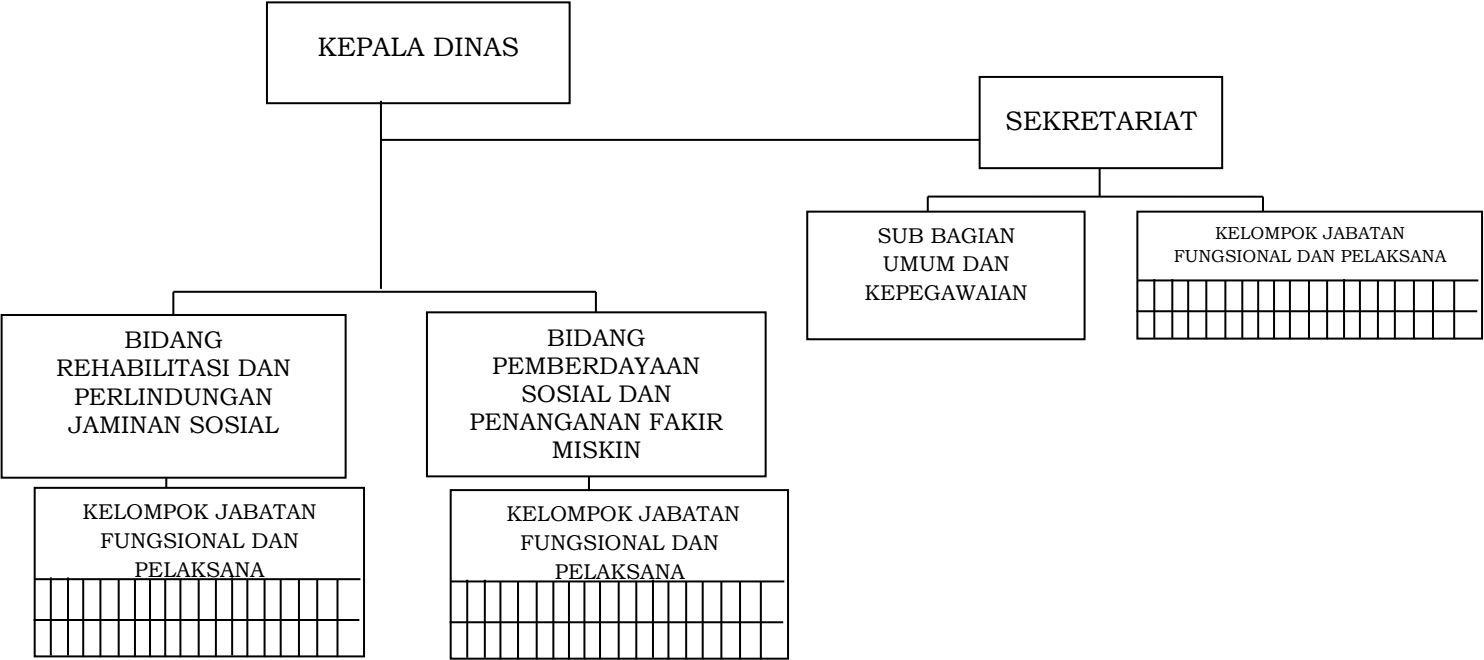 KEPALA DINAS
SEKRETARIAT
SUB BAGIAN
UMUM DAN
KEPEGAWAIAN
KELOMPOK JABATAN
FUNGSIONAL DAN PELAKSANA
BIDANG
REHABILITASI DAN
PERLINDUNGAN
JAMINAN SOSIAL
BIDANG
PEMBERDAYAAN
SOSIAL DAN
PENANGANAN FAKIR
MISKIN
KELOMPOK JABATAN
FUNGSIONAL DAN
PELAKSANA
KELOMPOK JABATAN
FUNGSIONAL DAN
PELAKSANA